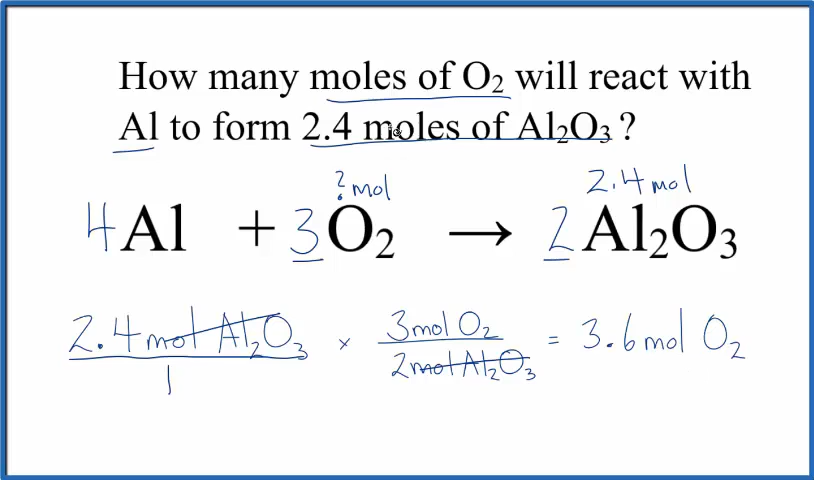 How many moles of O₂ will react with
Al to form 2.4 moles of Al₂O₃ ?
? mol 2.4 mol
4Al + 3O₂ → 2Al₂O₃
2.4 mol Al₂O₃ × 3 mol O₂ = 3.6 mol O₂
1 2 mol Al₂O₃